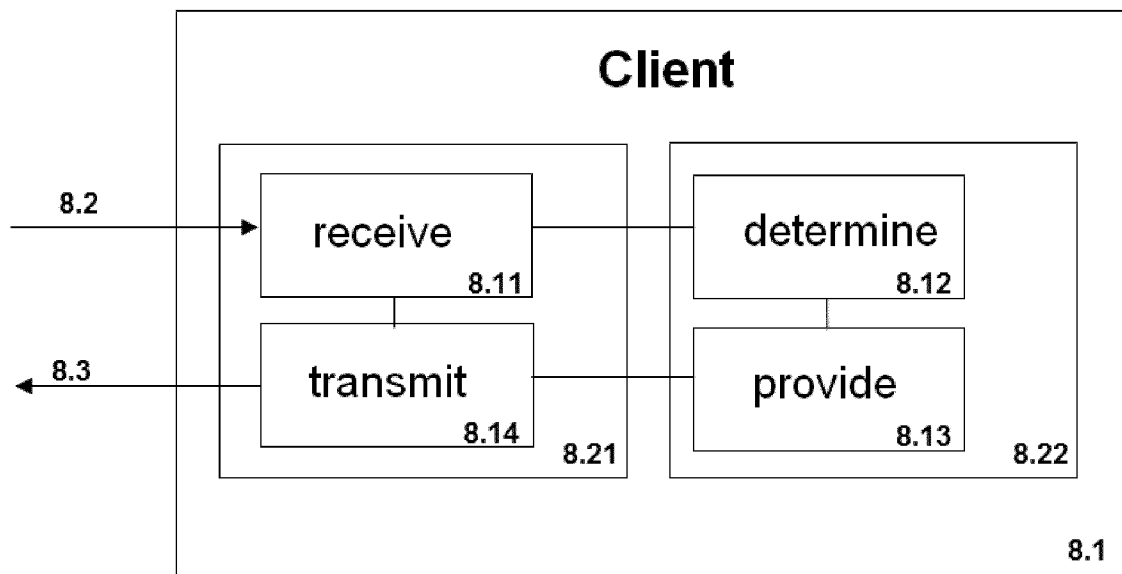 Client
8.2
receive
8.11
determine
8.12
8.3
transmit
8.14
provide
8.13
8.21
8.22
8.1